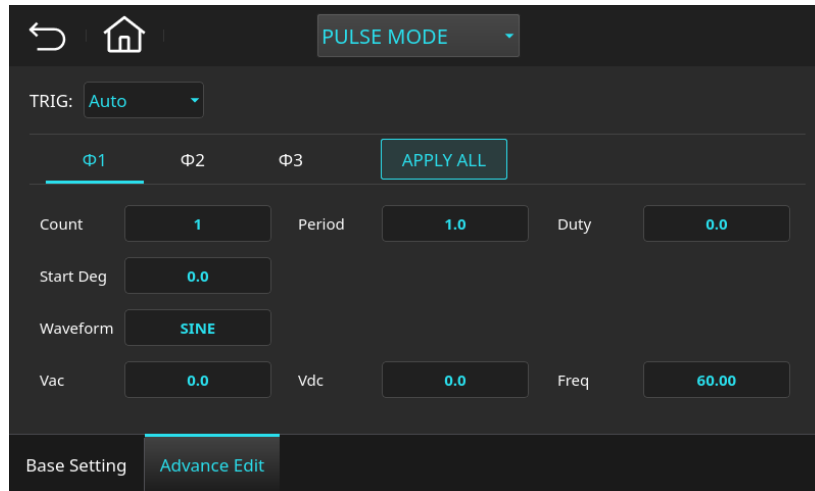 PULSE MODE
TRIG: Auto
Φ1 Φ2 Φ3 APPLY ALL
Count 1 Period 1.0 Duty 0.0
Start Deg 0.0
Waveform SINE
Vac 0.0 Vdc 0.0 Freq 60.00
Base Setting Advance Edit